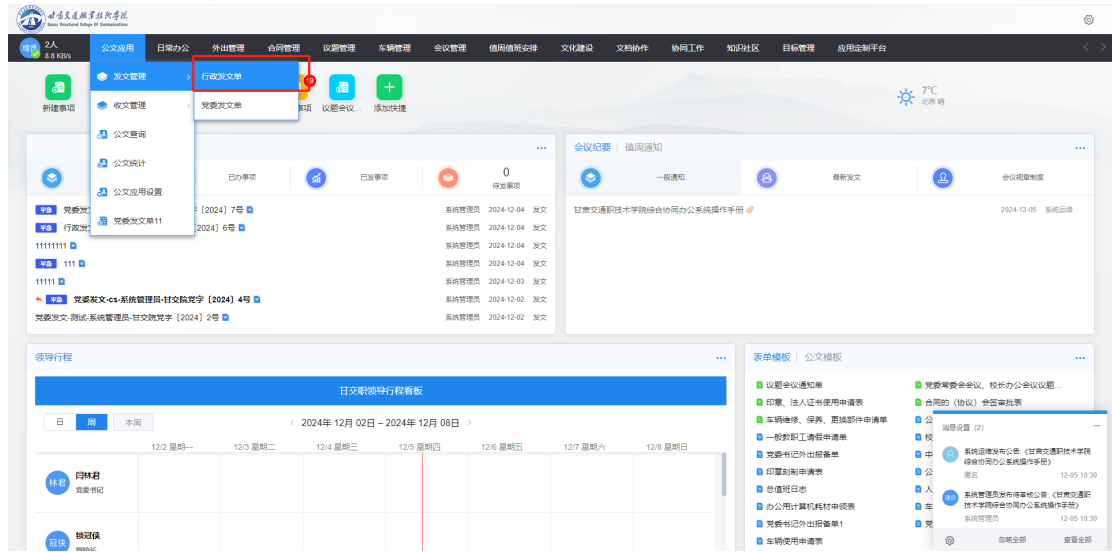 甘肃交通职业技术学院
Gansu Vocational College Of Communications
理员 2人 公文应用 日常办公 外出管理 合同管理 议题管理 车辆管理 会议管理 值周值班安排 文化建设 文档协作 协同工作 知识社区 目标管理 应用定制平台
8.8 KB/s
发文管理 行政发文单 19
新建事项 收文管理 党委发文单 事项 议题会议... 添加快捷 7℃
北京 晴
公文查询
公文统计
公文应用设置
党委发文单11
会议纪要 值周通知
已办事项 已发事项 0
待发事项
一般通知 最新发文 会议规章制度
平急 党委发 〔2024〕7号 系统管理员 2024-12-04 发文
平急 行政发 2024〕6号 系统管理员 2024-12-04 发文
11111111 系统管理员 2024-12-04 发文
平急 111 系统管理员 2024-12-04 发文
11111 系统管理员 2024-12-03 发文
平急 党委发文-cs-系统管理员-甘交院党字〔2024〕4号 系统管理员 2024-12-02 发文
党委发文-测试-系统管理员-甘交院党字〔2024〕2号 系统管理员 2024-12-02 发文
甘肃交通职技术学院综合协同办公系统操作手册 2024-12-05 系统运维
领导行程
甘交职领导行程看板
日 周 本周 2024年 12月 02日 – 2024年 12月 08日
12/2 星期一 12/3 星期二 12/4 星期三 12/5 星期四 12/6 星期五 12/7 星期六 12/8 星期日
林君 闫林君
党委书记
冠侠 锁冠侠
副院长
表单模板 公文模板
议题会议通知单 党委常委会会议、校长办公会议议题...
印章、法人证书使用申请表 合同的（协议）会签审批表
车辆维修、保养、更换部件申请单 公
一般教职工请假申请单 校
党委书记外出报备单 中
印章刻制申请表 公
总值班日志 人
办公用计算机耗材申领表 车
党委书记外出报备单1 党
车辆使用申请表
消息设置 (2)
系统运维发布公告《甘肃交通职技术学院
综合协同办公系统操作手册》
匿名 12-05 10:30
理员 系统管理员发布待审核公告:《甘肃交通职
技术学院综合协同办公系统操作手册》
系统管理员 12-05 10:30
忽略全部 查看全部